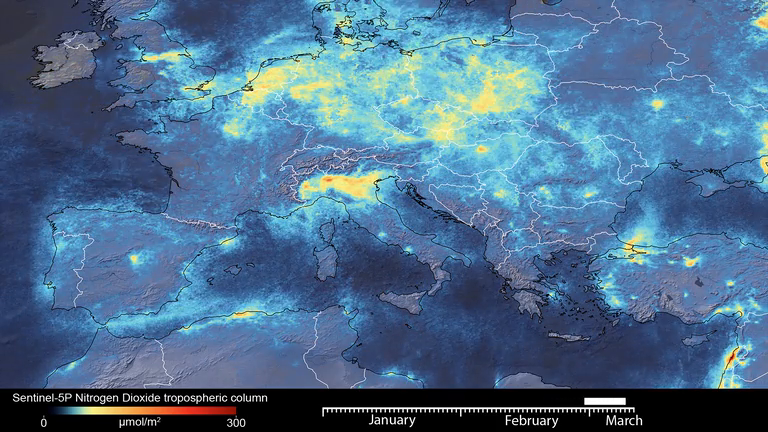 Sentinel-5P Nitrogen Dioxide tropospheric column
0 µmol/m² 300
January February March